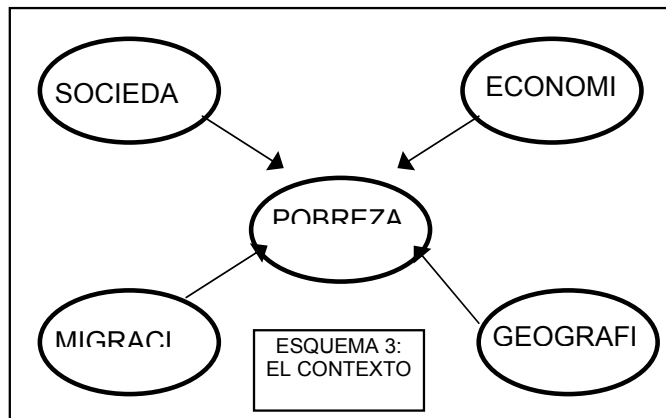 SOCIEDA
ECONOMI
POBREZA
MIGRACI
GEOGRAFI
ESQUEMA 3:
EL CONTEXTO